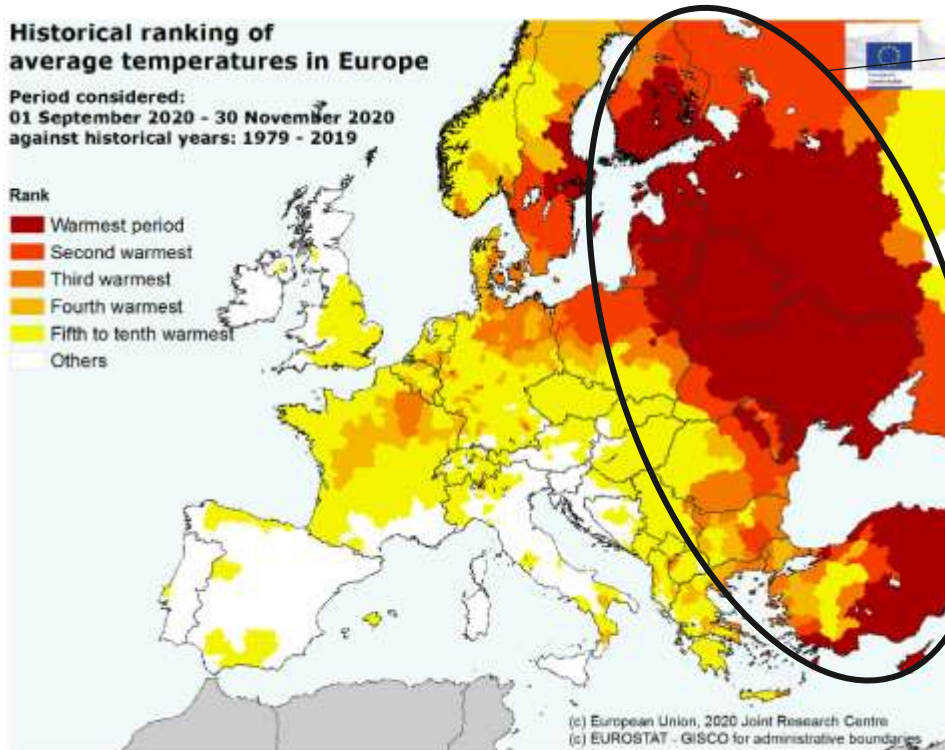 Historical ranking of
average temperatures in Europe
Period considered:
01 September 2020 - 30 November 2020
against historical years: 1979 - 2019
Rank
Warmest period
Second warmest
Third warmest
Fourth warmest
Fifth to tenth warmest
Others
(c) European Union, 2020 Joint Research Centre
(c) EUROSTAT - GISCO for administrative boundaries